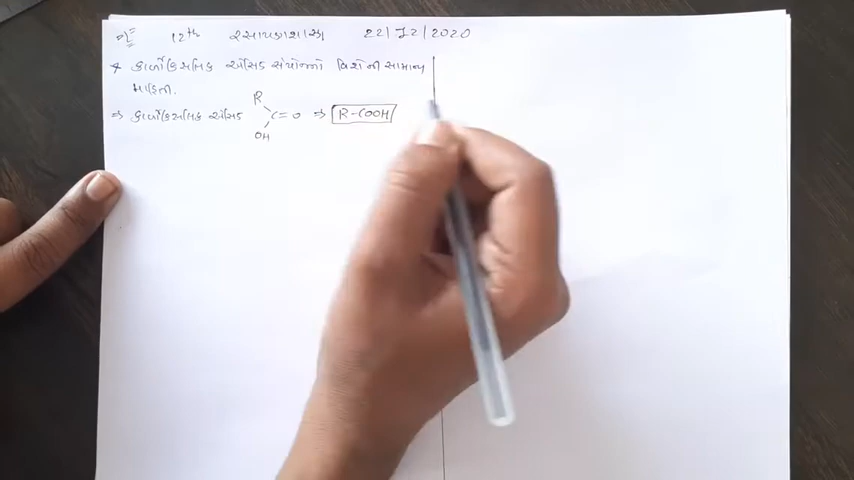 12th રસાયણશાસ્ત્ર 22/12/2020
* કાર્બોક્સિલિક એસિડ સંયોજનો વિશેની સામાન્ય
માહિતી.
⇒ કાર્બોક્સિલિક એસિડ R C = O OH ⇒ R-COOH